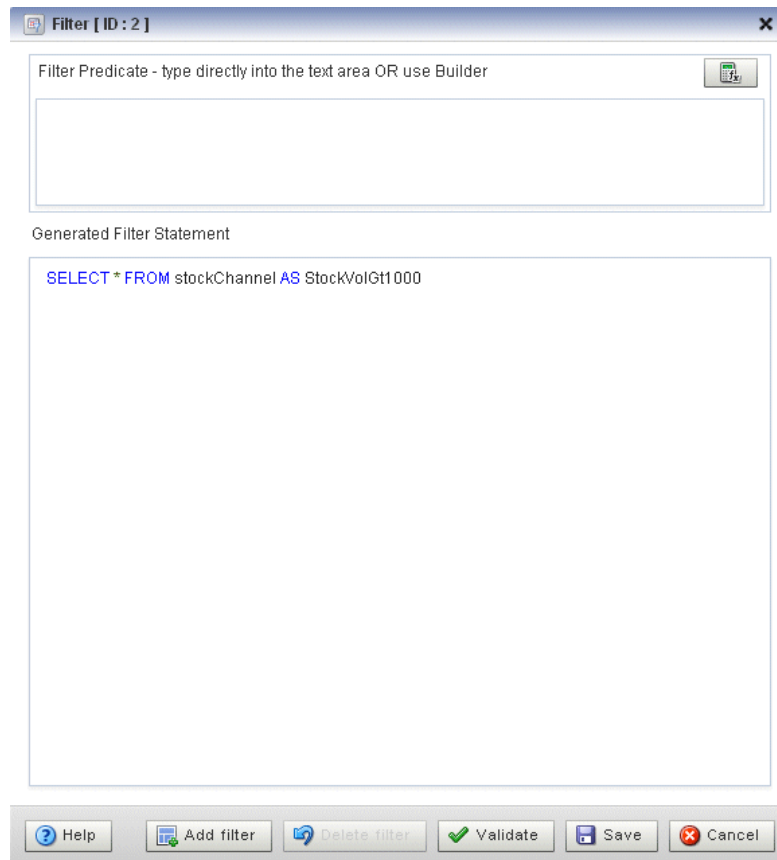 Filter [ ID : 2 ]
Filter Predicate - type directly into the text area OR use Builder
Generated Filter Statement
SELECT * FROM stockChannel AS StockVolGt1000
Help Add filter Delete filter Validate Save Cancel